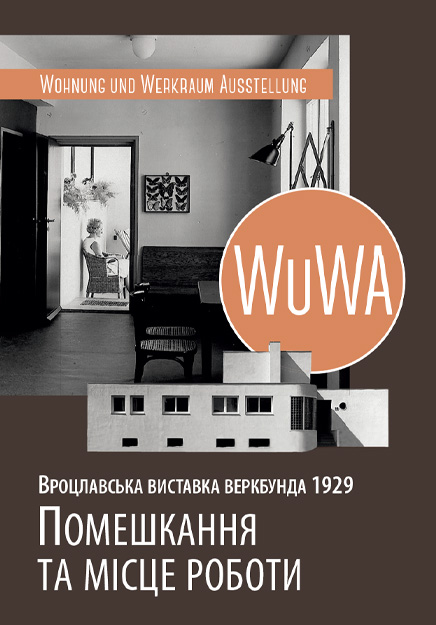 Wohnung und Werkraum Ausstellung
WuWA
Вроцлавська виставка веркбунда 1929
Помешкання
та місце роботи